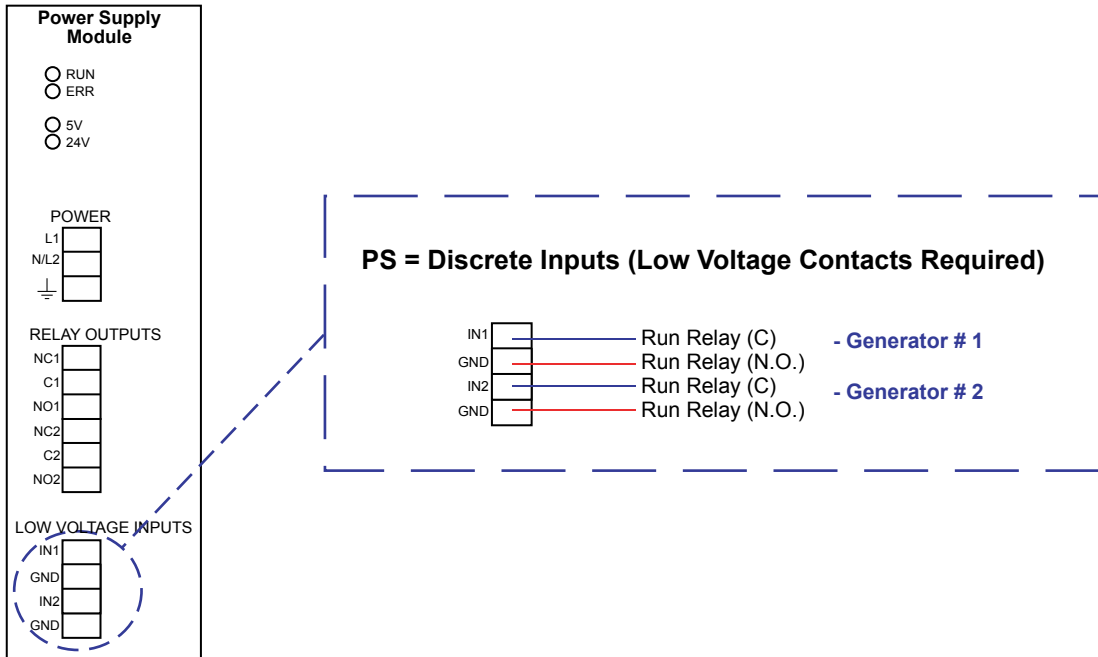 Power Supply
Module
RUN
ERR
5V
24V
POWER
L1
N/L2
RELAY OUTPUTS
NC1
C1
NO1
NC2
C2
NO2
LOW VOLTAGE INPUTS
IN1
GND
IN2
GND
PS = Discrete Inputs (Low Voltage Contacts Required)
IN1 Run Relay (C) - Generator # 1
GND Run Relay (N.O.)
IN2 Run Relay (C) - Generator # 2
GND Run Relay (N.O.)